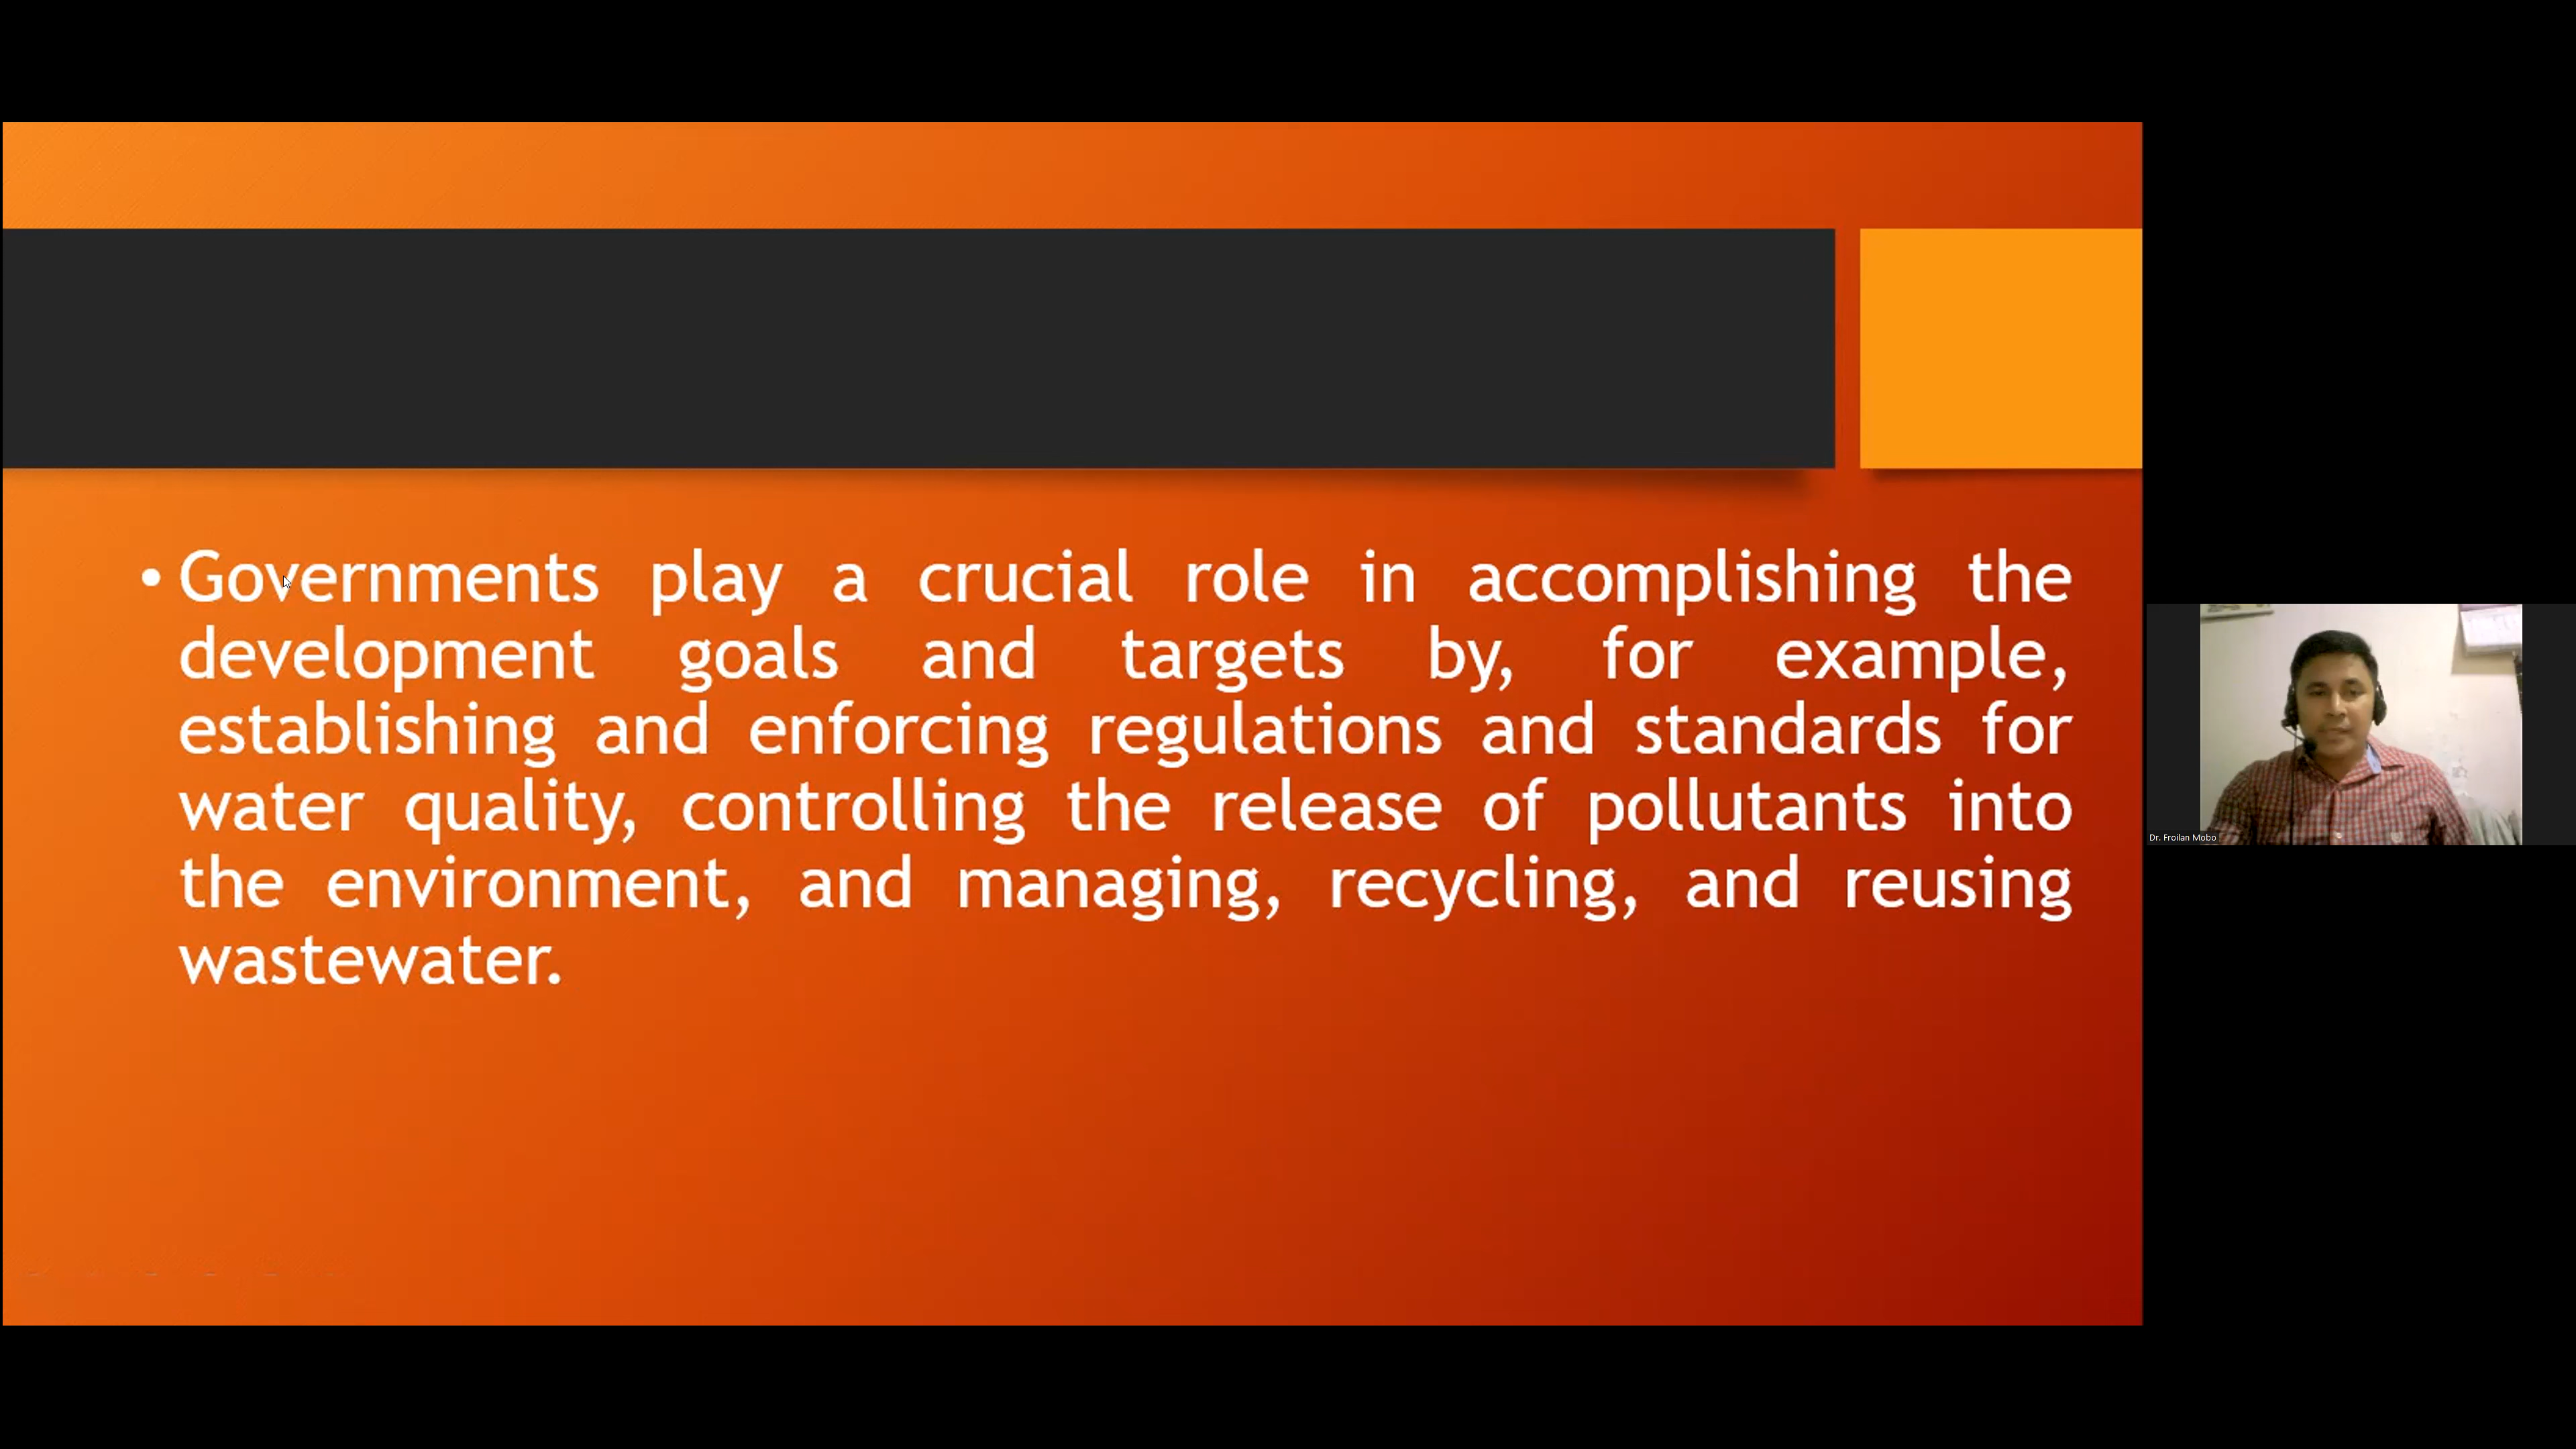 • Governments play a crucial role in accomplishing the
development goals and targets by, for example,
establishing and enforcing regulations and standards for
water quality, controlling the release of pollutants into
the environment, and managing, recycling, and reusing
wastewater.
Dr. Froilan Mobo